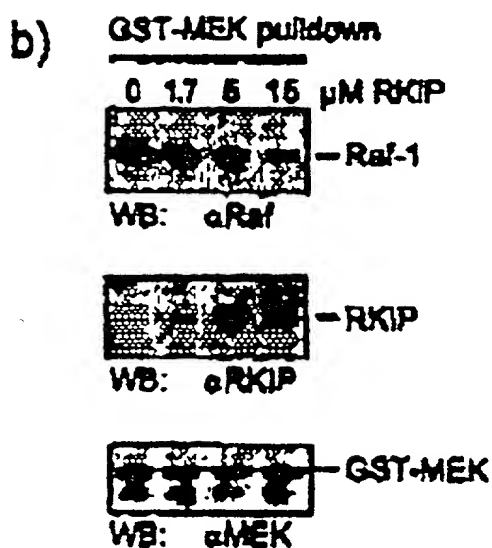 b)
GST-MEK pulldown
0 1.7 5 15 µM RKIP
Raf-1
WB: αRaf
RKIP
WB: αRKIP
GST-MEK
WB: αMEK